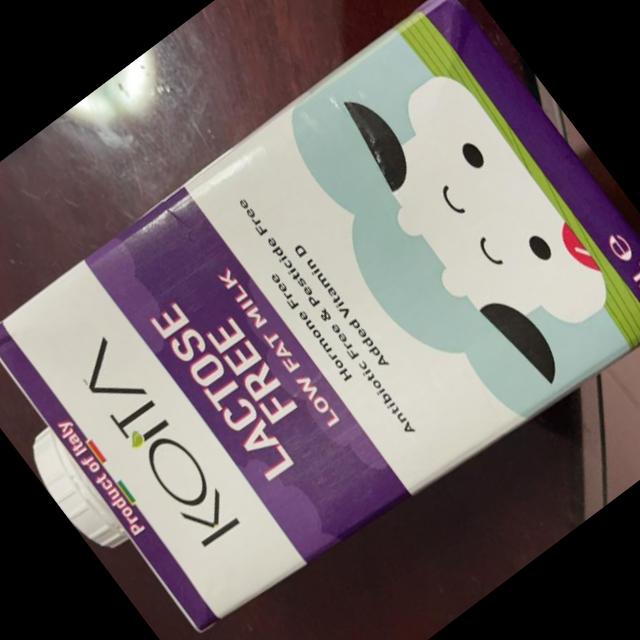 Product of Italy
KOITA
LACTOSE
FREE
LOW FAT MILK
Hormone Free
Antibiotic Free & Pesticide Free
Added Vitamin D